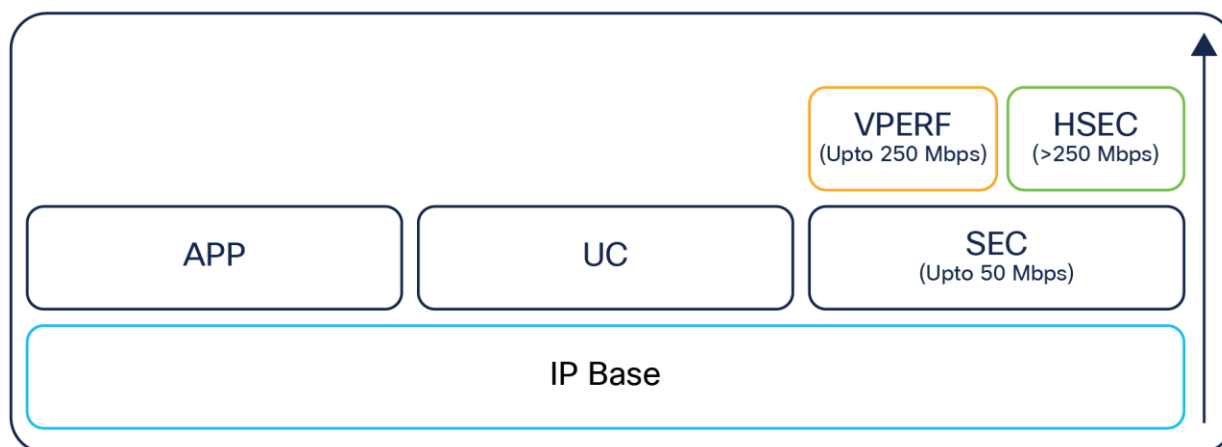 VPERF
(Upto 250 Mbps)
HSEC
(>250 Mbps)
APP
UC
SEC
(Upto 50 Mbps)
IP Base